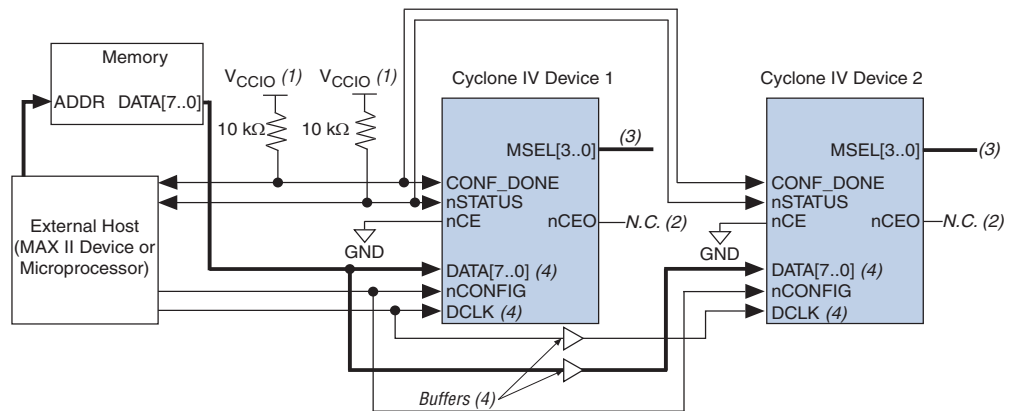 Memory
ADDR DATA[7..0]
VCCIO (1)
VCCIO (1)
10 kΩ
10 kΩ
External Host
(MAX II Device or
Microprocessor)
Cyclone IV Device 1
MSEL[3..0]
(3)
CONF_DONE
nSTATUS
nCE
nCEO
N.C. (2)
GND
DATA[7..0] (4)
nCONFIG
DCLK (4)
Cyclone IV Device 2
MSEL[3..0]
(3)
CONF_DONE
nSTATUS
nCE
nCEO
N.C. (2)
GND
DATA[7..0] (4)
nCONFIG
DCLK (4)
Buffers (4)